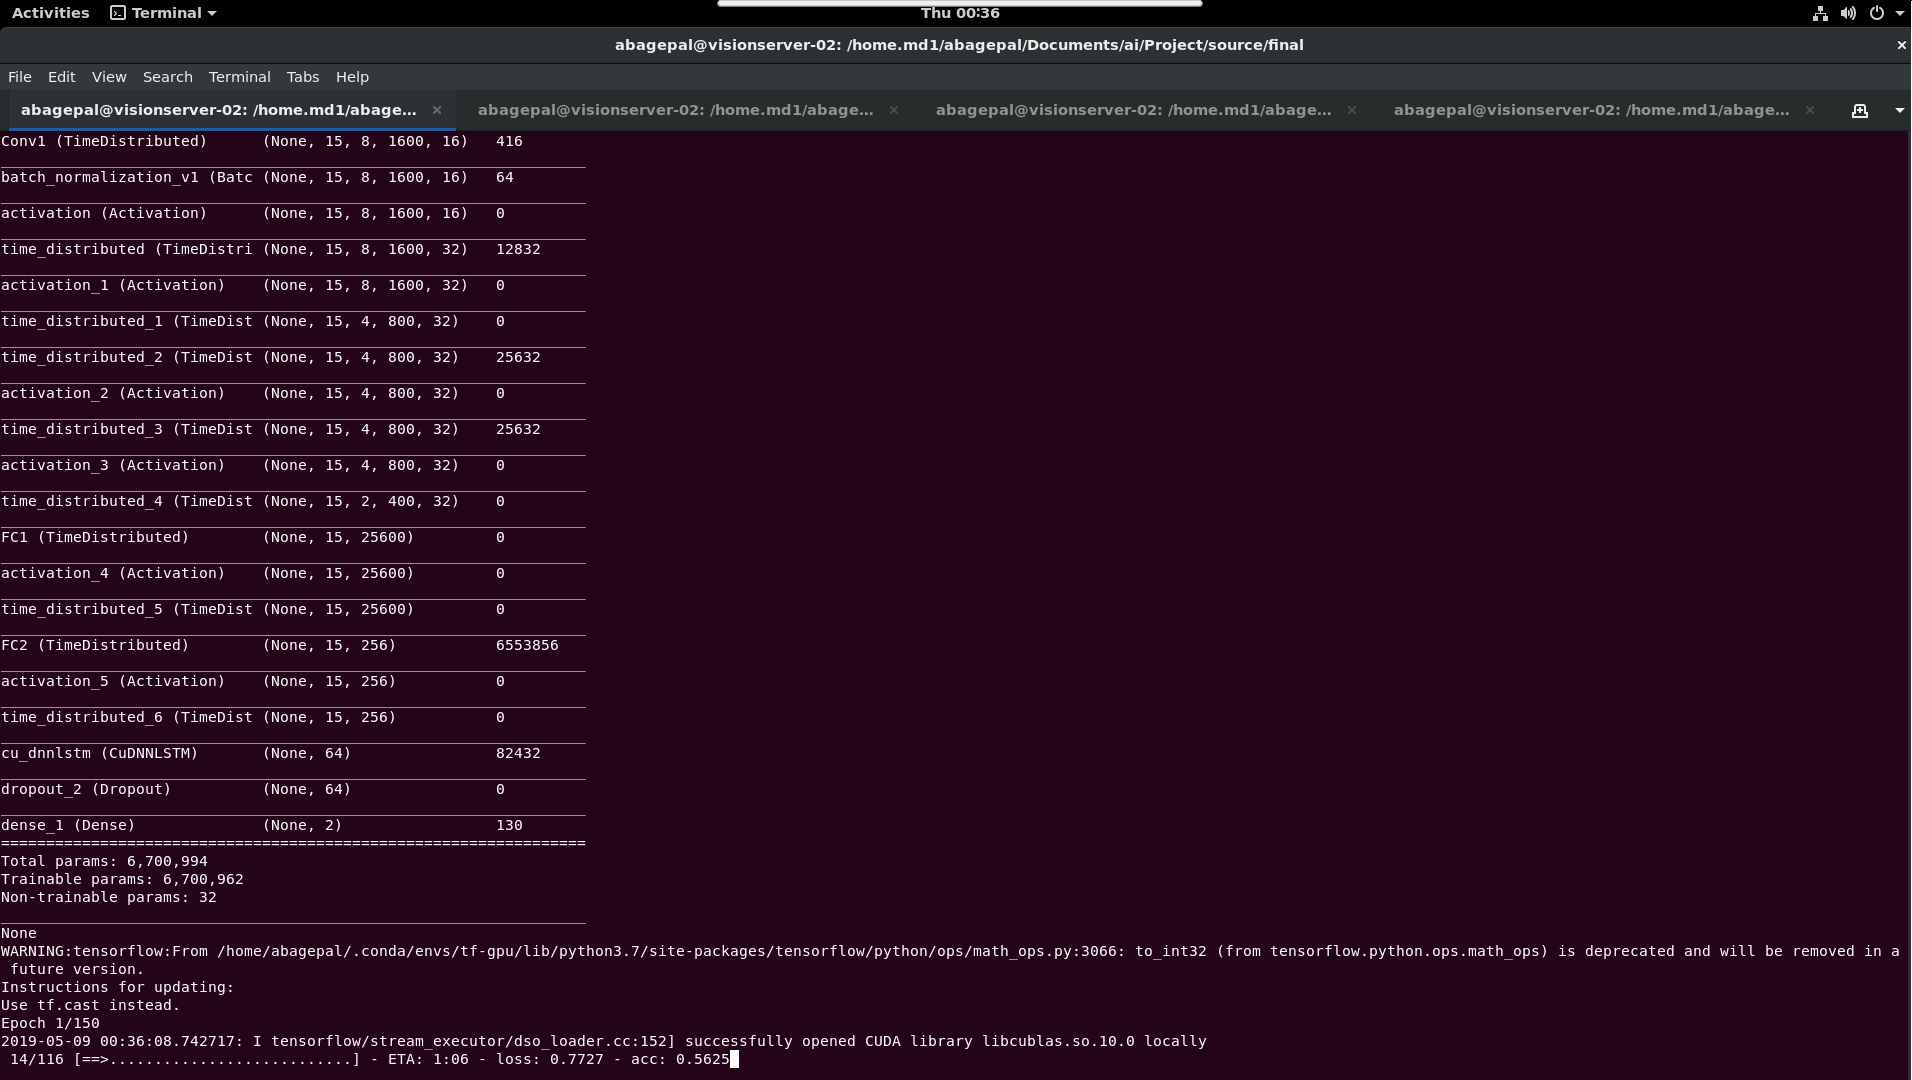 Activities Terminal Thu 00:36
abagepal@visionserver-02: /home.md1/abagepal/Documents/ai/Project/source/final
File Edit View Search Terminal Tabs Help
abagepal@visionserver-02: /home.md1/abage... abagepal@visionserver-02: /home.md1/abage... abagepal@visionserver-02: /home.md1/abage... abagepal@visionserver-02: /home.md1/abage...
Conv1 (TimeDistributed) (None, 15, 8, 1600, 16) 416
batch_normalization_v1 (Batc (None, 15, 8, 1600, 16) 64
activation (Activation) (None, 15, 8, 1600, 16) 0
time_distributed (TimeDistri (None, 15, 8, 1600, 32) 12832
activation_1 (Activation) (None, 15, 8, 1600, 32) 0
time_distributed_1 (TimeDist (None, 15, 4, 800, 32) 0
time_distributed_2 (TimeDist (None, 15, 4, 800, 32) 25632
activation_2 (Activation) (None, 15, 4, 800, 32) 0
time_distributed_3 (TimeDist (None, 15, 4, 800, 32) 25632
activation_3 (Activation) (None, 15, 4, 800, 32) 0
time_distributed_4 (TimeDist (None, 15, 2, 400, 32) 0
FC1 (TimeDistributed) (None, 15, 25600) 0
activation_4 (Activation) (None, 15, 25600) 0
time_distributed_5 (TimeDist (None, 15, 25600) 0
FC2 (TimeDistributed) (None, 15, 256) 6553856
activation_5 (Activation) (None, 15, 256) 0
time_distributed_6 (TimeDist (None, 15, 256) 0
cu_dnnlstm (CuDNNLSTM) (None, 64) 82432
dropout_2 (Dropout) (None, 64) 0
dense_1 (Dense) (None, 2) 130
=================================================================
Total params: 6,700,994
Trainable params: 6,700,962
Non-trainable params: 32
None
WARNING:tensorflow:From /home/abagepal/.conda/envs/tf-gpu/lib/python3.7/site-packages/tensorflow/python/ops/math_ops.py:3066: to_int32 (from tensorflow.python.ops.math_ops) is deprecated and will be removed in a
future version.
Instructions for updating:
Use tf.cast instead.
Epoch 1/150
2019-05-09 00:36:08.742717: I tensorflow/stream_executor/dso_loader.cc:152] successfully opened CUDA library libcublas.so.10.0 locally
14/116 [==>...........................] - ETA: 1:06 - loss: 0.7727 - acc: 0.5625